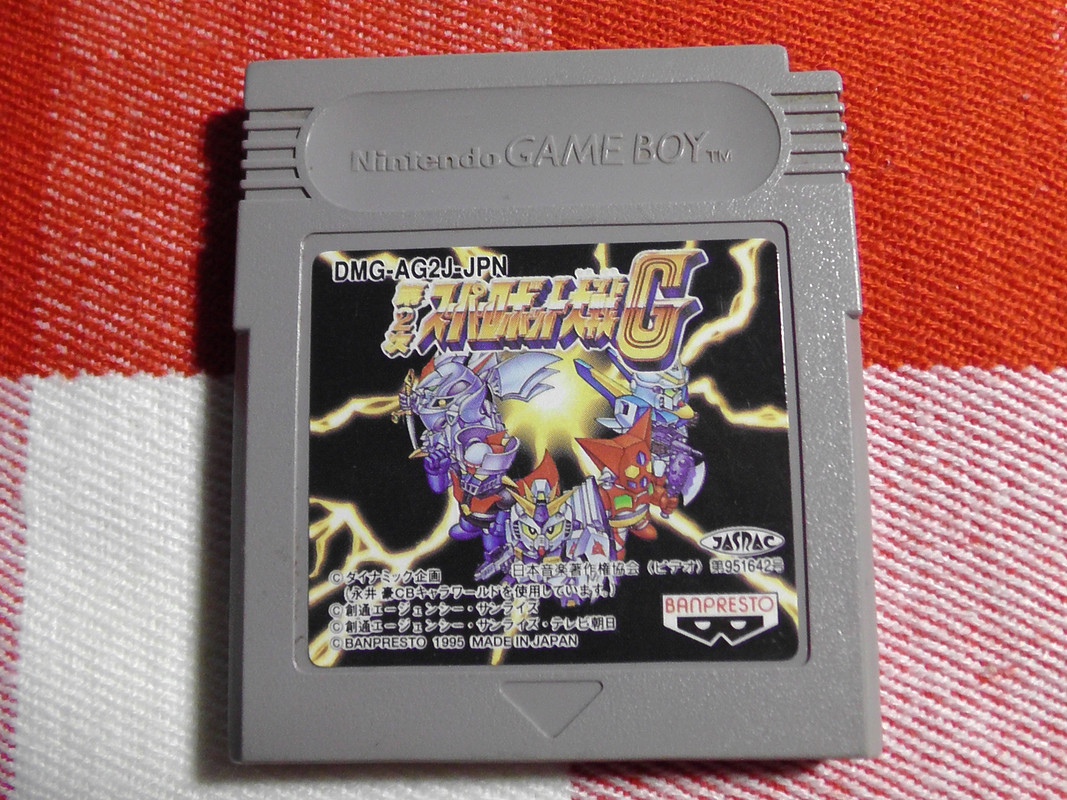 Nintendo GAME BOY TM
DMG-AG2J-JPN
第2次
スーパーロボット大戦G
JASRAC
日本音楽著作権協会(ビデオ)第951642号
©ダイナミック企画
(永井 豪CBキャラワールドを使用しています。)
©創通エージェンシー・サンライズ
©創通エージェンシー・サンライズ・テレビ朝日
©BANPRESTO 1995 MADE IN JAPAN
BANPRESTO